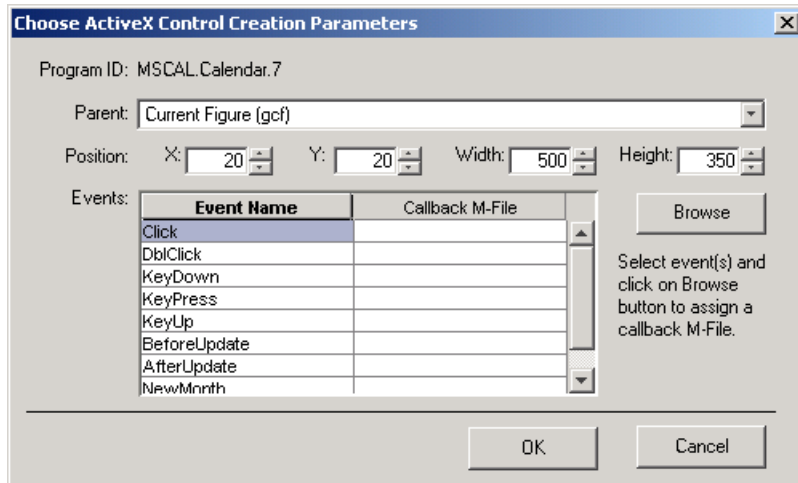 Choose ActiveX Control Creation Parameters
Program ID: MSCAL.Calendar.7
Parent: Current Figure (gcf)
Position: X: 20 Y: 20 Width: 500 Height: 350
Events:
Event Name Callback M-File
Click
DblClick
KeyDown
KeyPress
KeyUp
BeforeUpdate
AfterUpdate
NewMonth
Browse
Select event(s) and
click on Browse
button to assign a
callback M-File.
OK Cancel